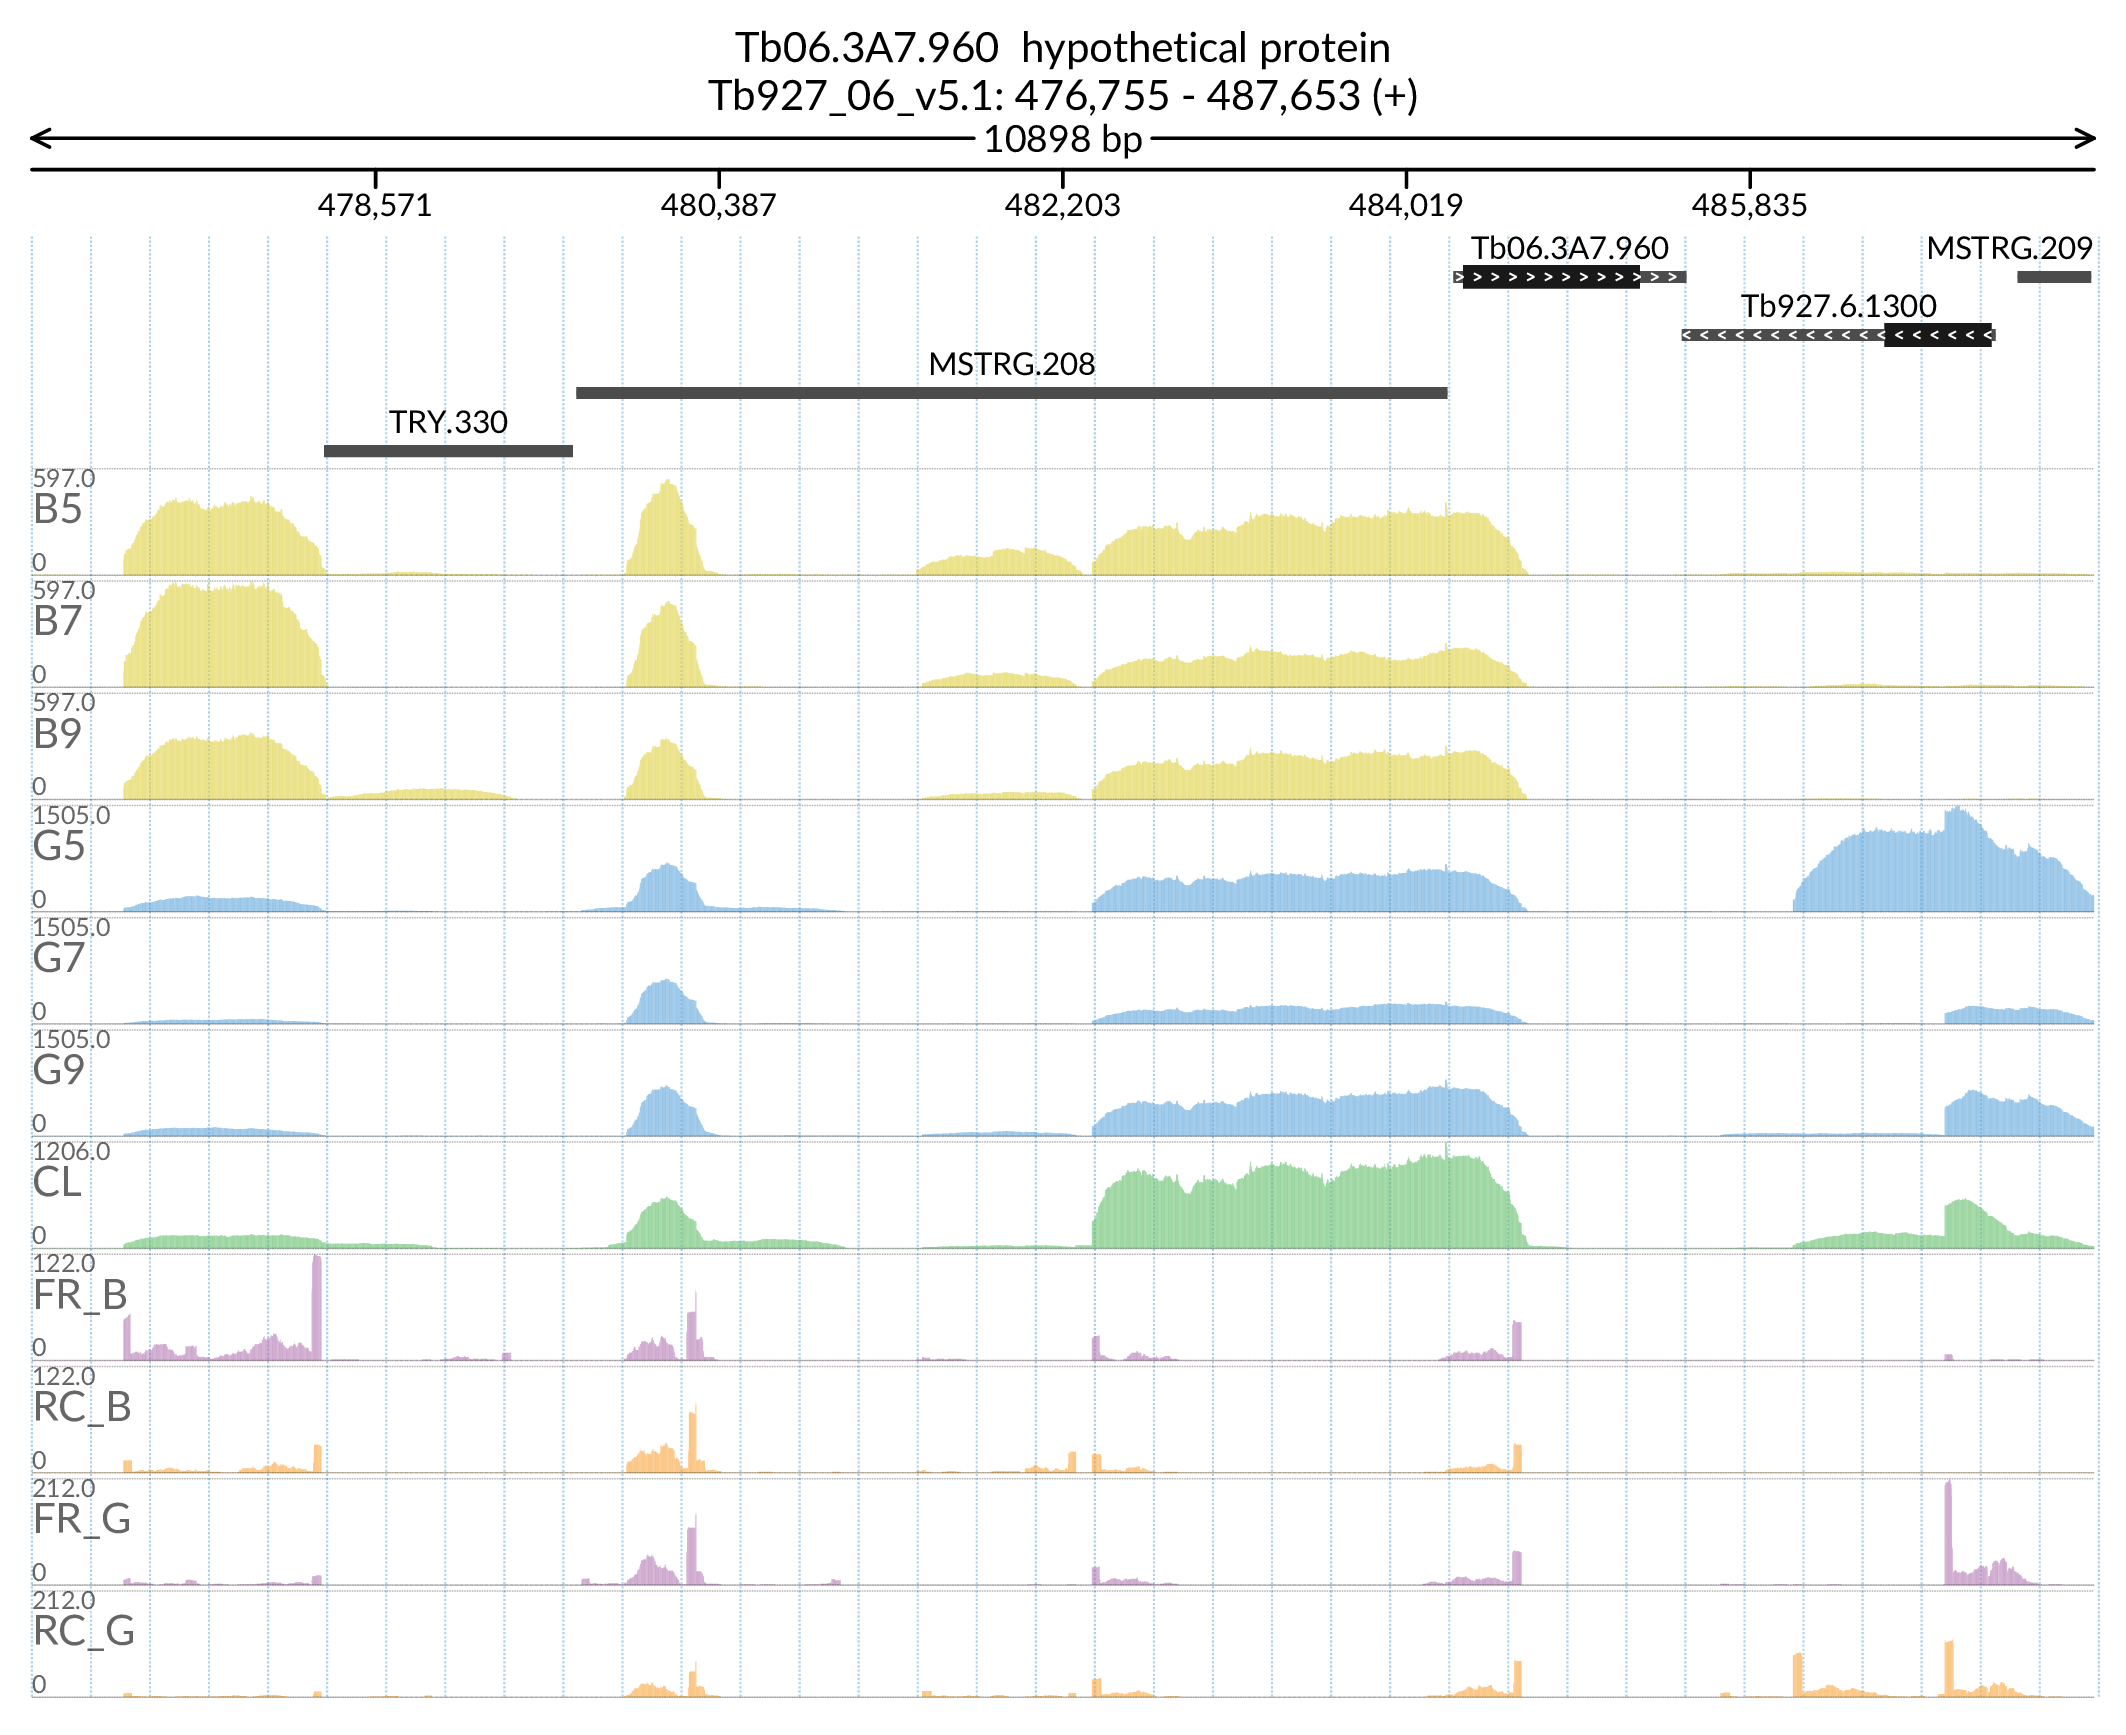 Tb06.3A7.960 hypothetical protein
Tb927_06_v5.1: 476,755 - 487,653 (+)
10898 bp
478,571 480,387 482,203 484,019 485,835
Tb06.3A7.960 MSTRG.209
Tb927.6.1300
MSTRG.208
TRY.330
597.0
B5
0
597.0
B7
0
597.0
B9
0
1505.0
G5
0
1505.0
G7
0
1505.0
G9
0
1206.0
CL
0
122.0
FR_B
0
122.0
RC_B
0
212.0
FR_G
0
212.0
RC_G
0